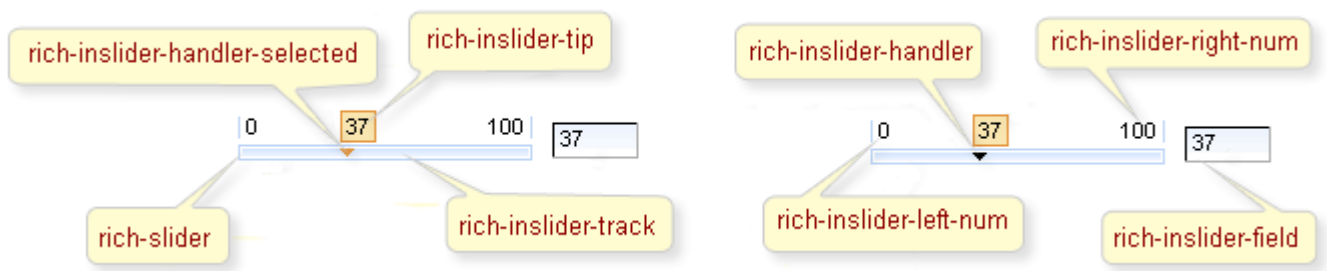 rich-inslider-handler-selected
rich-inslider-tip
0 37 100
37
rich-slider
rich-inslider-track
rich-inslider-handler
rich-inslider-right-num
0 37 100
37
rich-inslider-left-num
rich-inslider-field